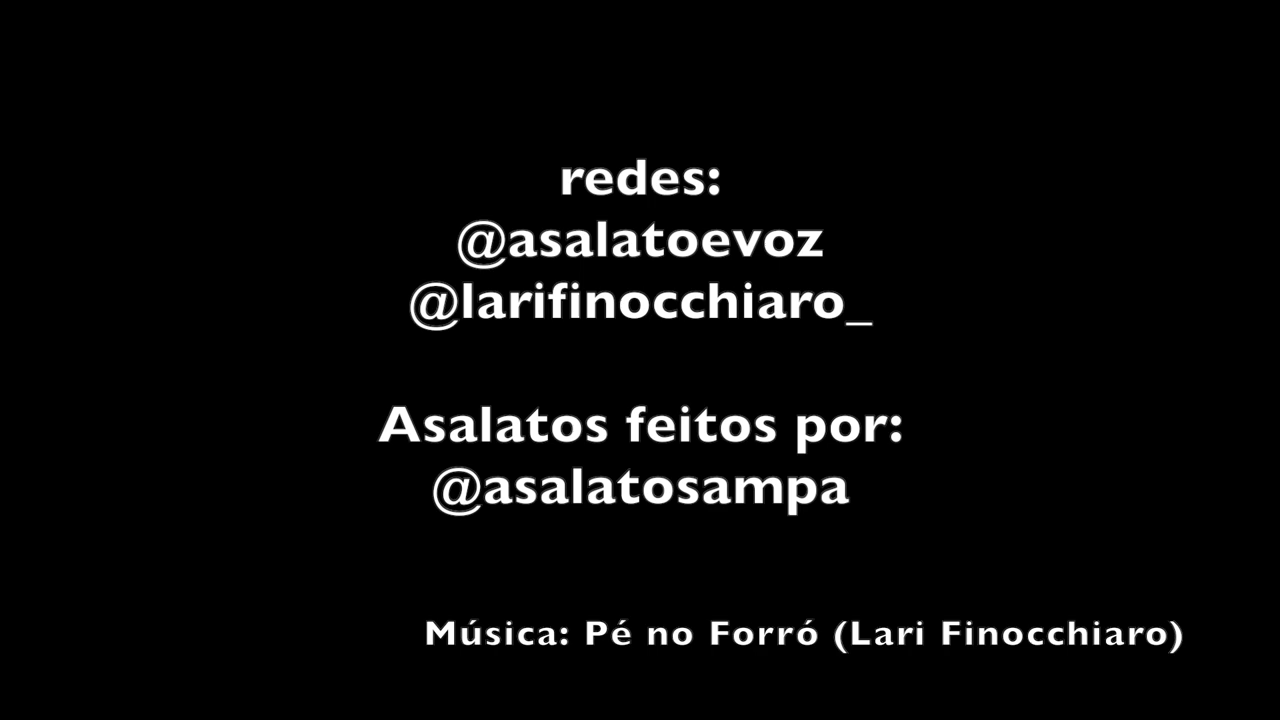 redes:
@asalatoevoz
@larifinocchiaro_
Asalatos feitos por:
@asalatosampa
Música: Pé no Forró (Lari Finocchiaro)